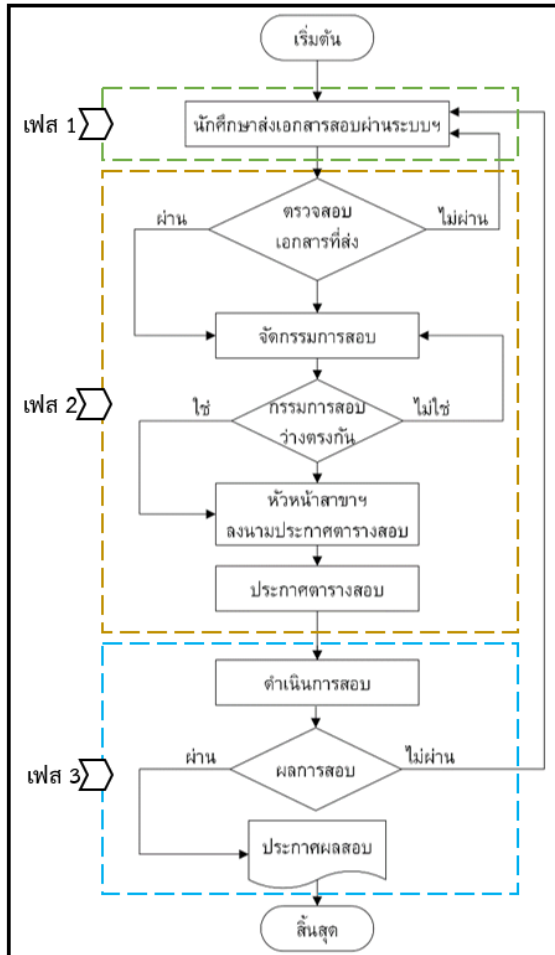 เริ่มต้น
เฟส 1
นักศึกษาส่งเอกสารสอบผ่านระบบฯ
ผ่าน
ตรวจสอบ
เอกสารที่ส่ง
ไม่ผ่าน
จัดกรรมการสอบ
เฟส 2
ใช่
กรรมการสอบ
ว่างตรงกัน
ไม่ใช่
หัวหน้าสาขาฯ
ลงนามประกาศตารางสอบ
ประกาศตารางสอบ
ดำเนินการสอบ
เฟส 3
ผ่าน
ผลการสอบ
ไม่ผ่าน
ประกาศผลสอบ
สิ้นสุด